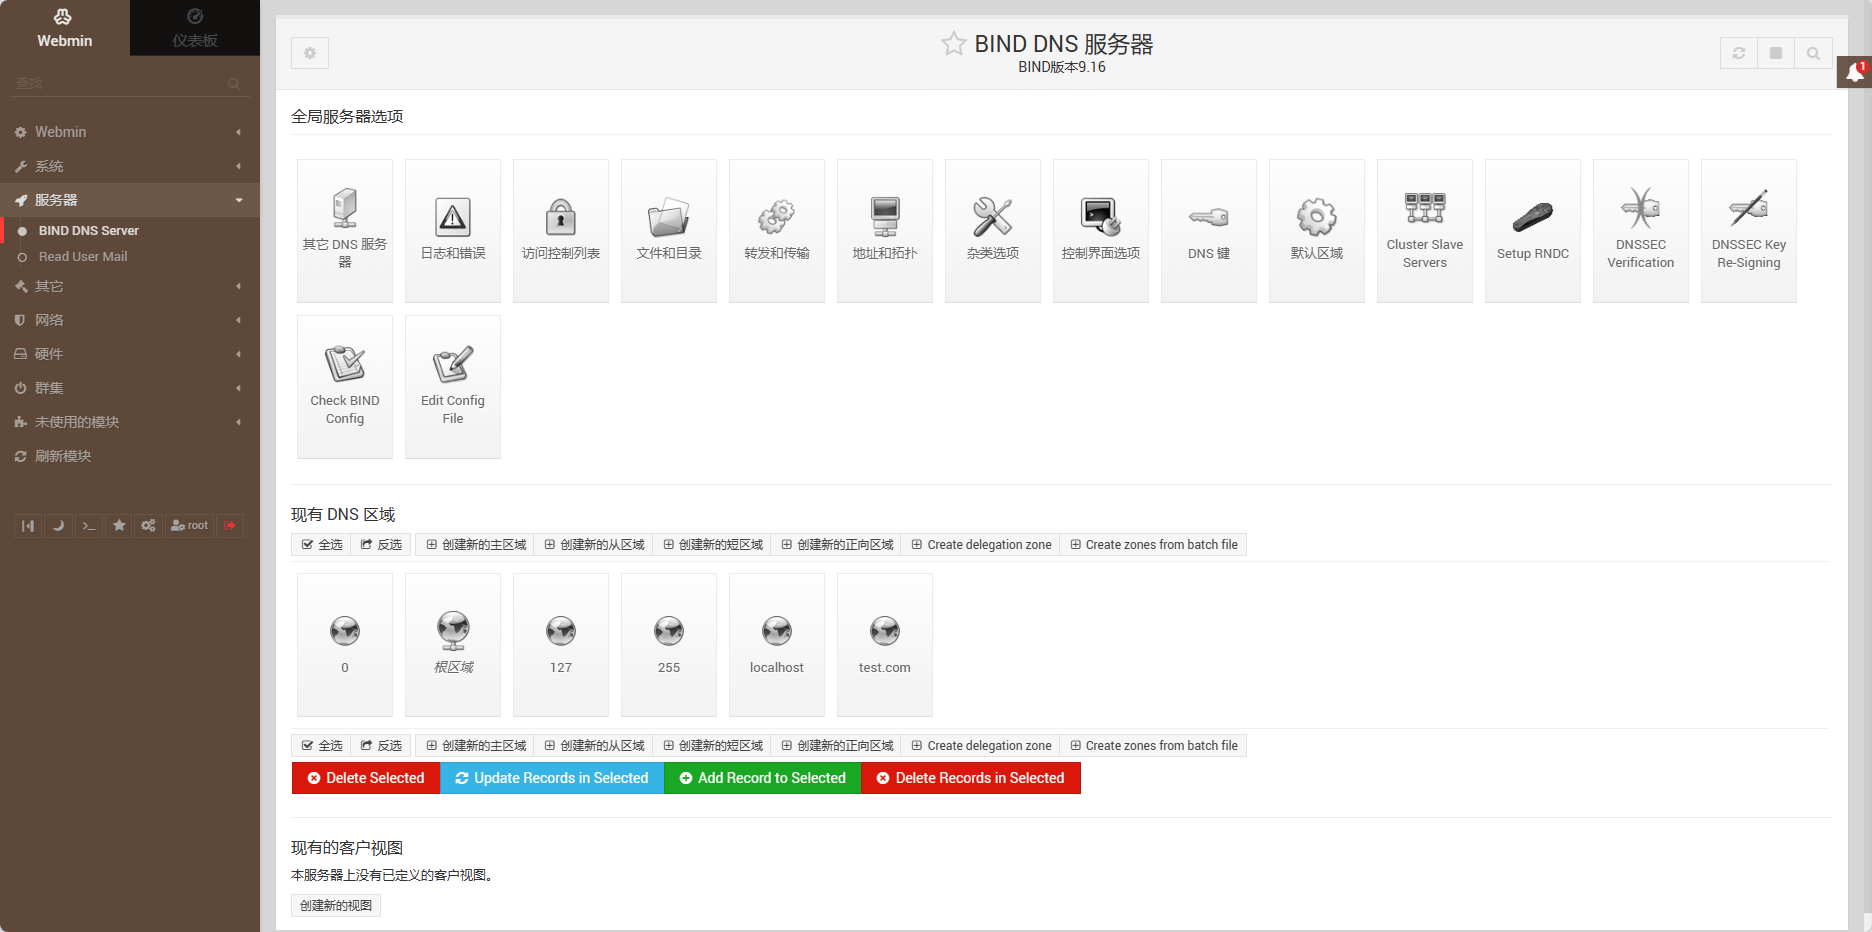 Webmin
仪表板
查找
Webmin
系统
服务器
BIND DNS Server
Read User Mail
其它
网络
硬件
群集
未使用的模块
刷新模块
root
BIND DNS 服务器
BIND版本9.16
1
全局服务器选项
其它 DNS 服务
器
日志和错误
访问控制列表
文件和目录
转发和传输
地址和拓扑
杂类选项
控制界面选项
DNS 键
默认区域
Cluster Slave
Servers
Setup RNDC
DNSSEC
Verification
DNSSEC Key
Re-Signing
Check BIND
Config
Edit Config
File
现有 DNS 区域
全选 反选 创建新的主区域 创建新的从区域 创建新的短区域 创建新的正向区域 Create delegation zone Create zones from batch file
0
根区域
127
255
localhost
test.com
全选 反选 创建新的主区域 创建新的从区域 创建新的短区域 创建新的正向区域 Create delegation zone Create zones from batch file
Delete Selected Update Records in Selected Add Record to Selected Delete Records in Selected
现有的客户视图
本服务器上没有已定义的客户视图。
创建新的视图